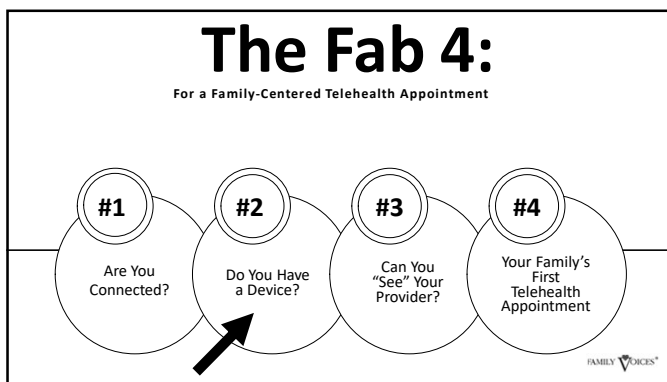 The Fab 4:
For a Family-Centered Telehealth Appointment
#1
Are You
Connected?
#2
Do You Have
a Device?
#3
Can You
“See” Your
Provider?
#4
Your Family’s
First
Telehealth
Appointment
FAMILY VOICES®